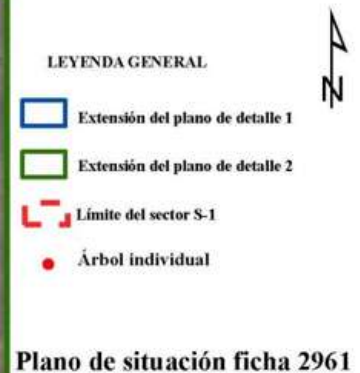 N
LEYENDA GENERAL
Extensión del plano de detalle 1
Extensión del plano de detalle 2
Límite del sector S-1
Árbol individual
Plano de situación ficha 2961